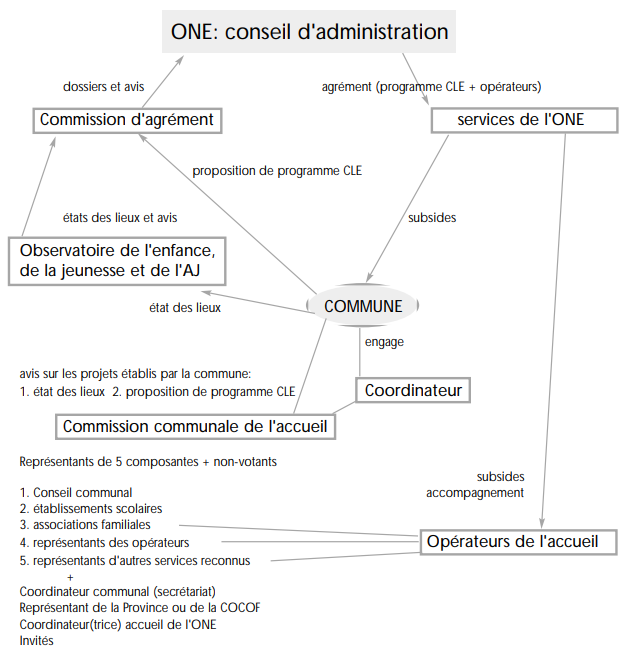 ONE: conseil d'administration
dossiers et avis
agrément (programme CLE + opérateurs)
Commission d'agrément
services de l'ONE
proposition de programme CLE
états des lieux et avis
subsides
Observatoire de l'enfance,
de la jeunesse et de l'AJ
état des lieux
COMMUNE
engage
avis sur les projets établis par la commune:
1. état des lieux 2. proposition de programme CLE
Coordinateur
Commission communale de l'accueil
Représentants de 5 composantes + non-votants
subsides
accompagnement
1. Conseil communal
2. établissements scolaires
3. associations familiales
4. représentants des opérateurs
Opérateurs de l'accueil
5. représentants d'autres services reconnus
+
Coordinateur communal (secrétariat)
Représentant de la Province ou de la COCOF
Coordinateur(trice) accueil de l'ONE
Invités